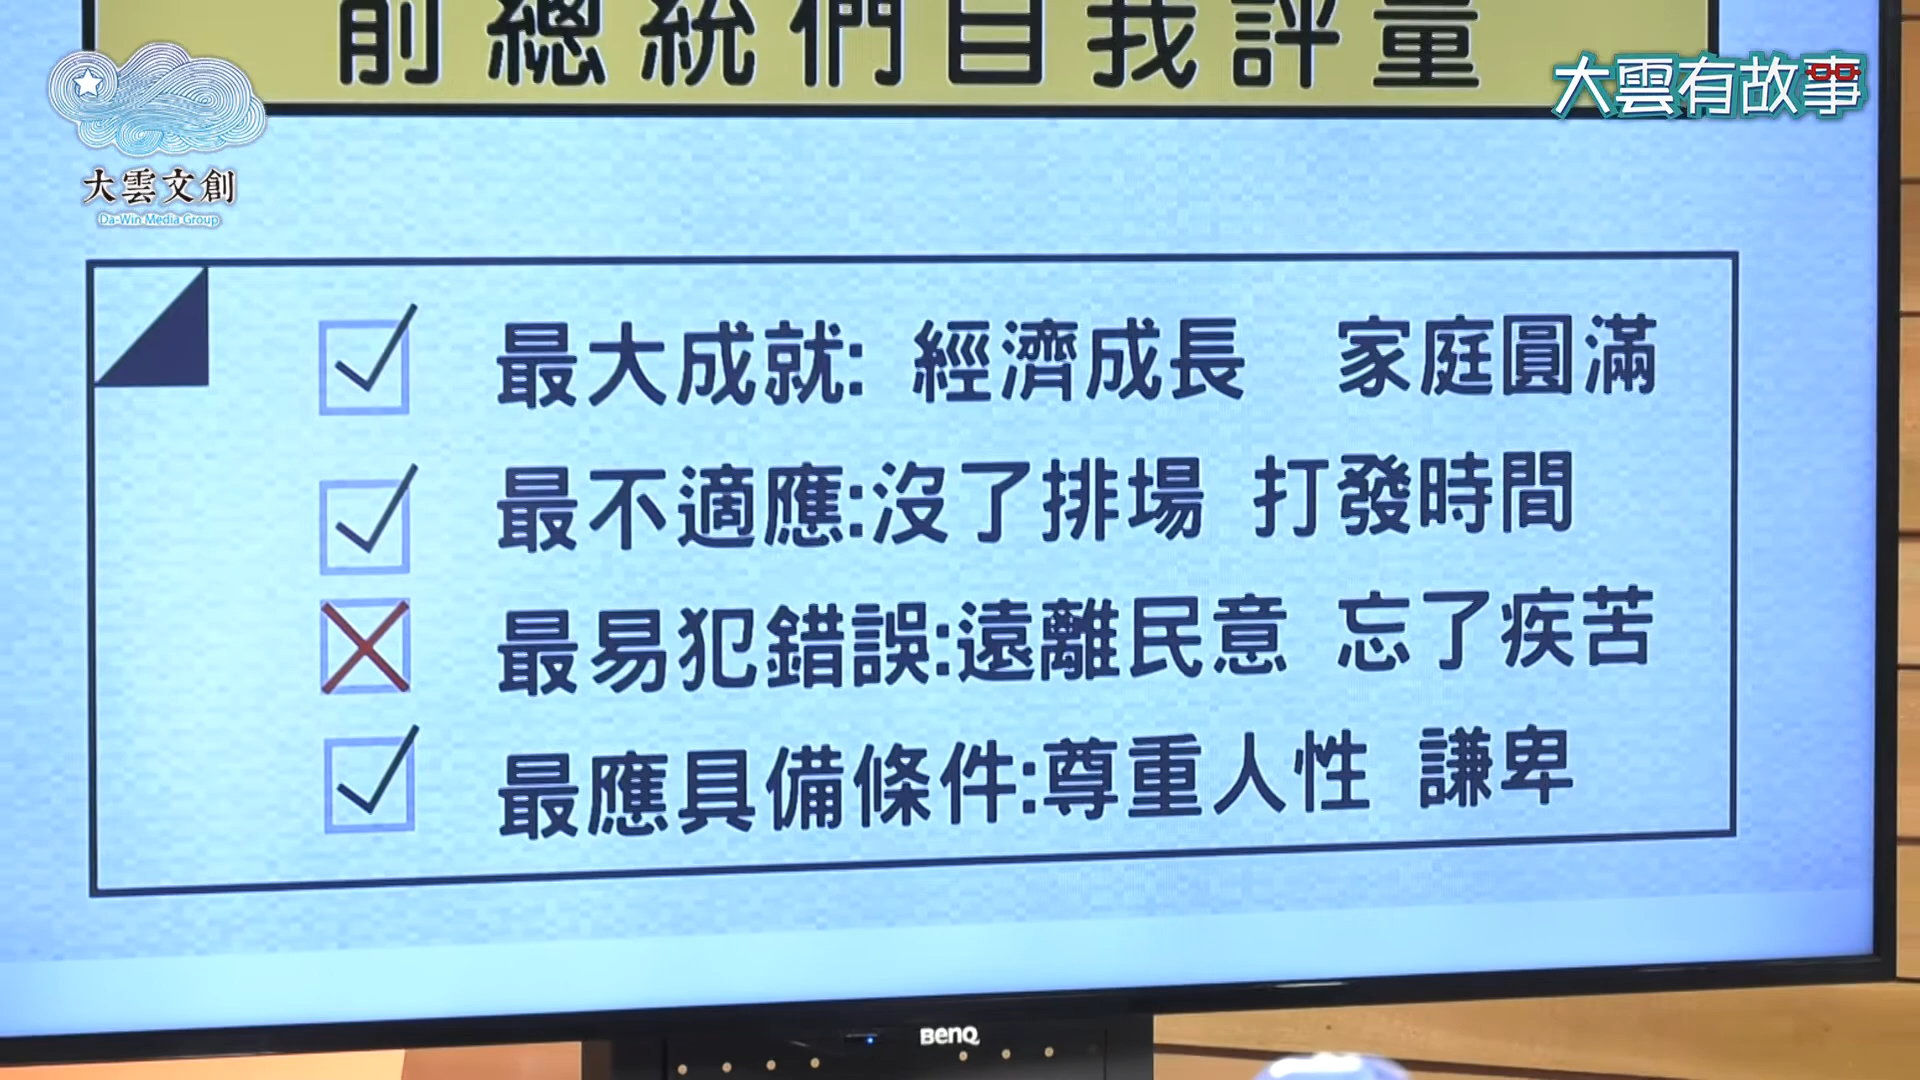 前總統們自我評量
大雲有故事
大雲文創
Da-Win Media Group
最大成就: 經濟成長 家庭圓滿
最不適應:沒了排場 打發時間
最易犯錯誤:遠離民意 忘了疾苦
最應具備條件:尊重人性 謙卑
BenQ